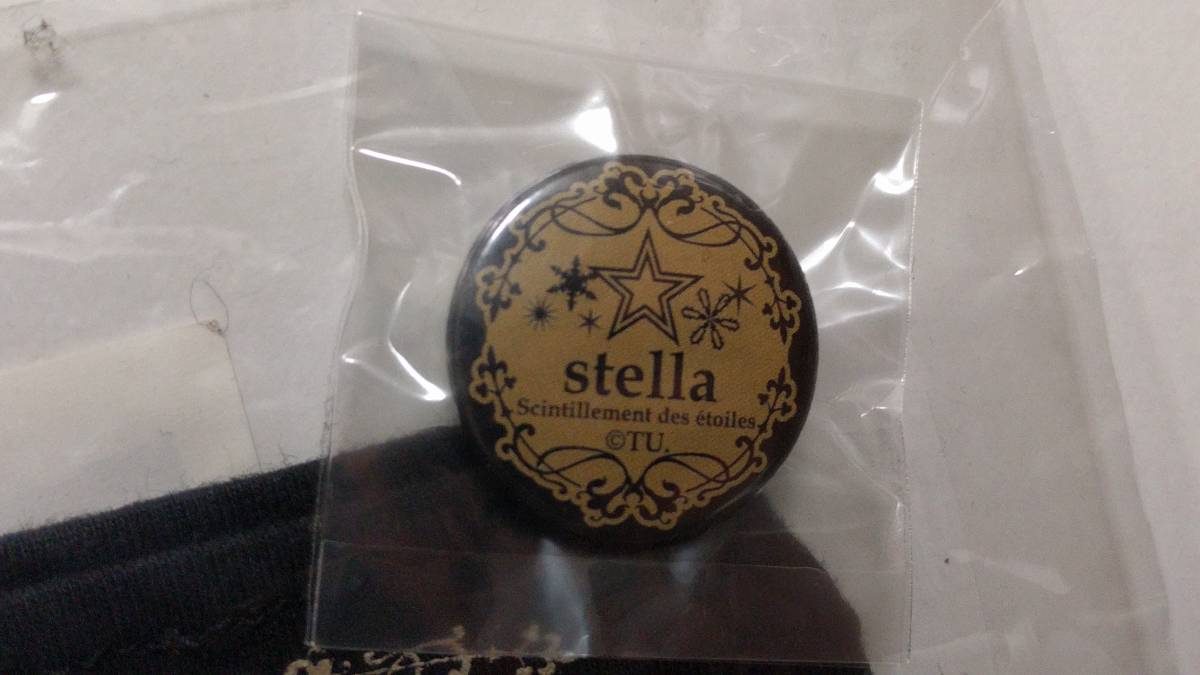 stella
Scintillement des étoiles
©TU.